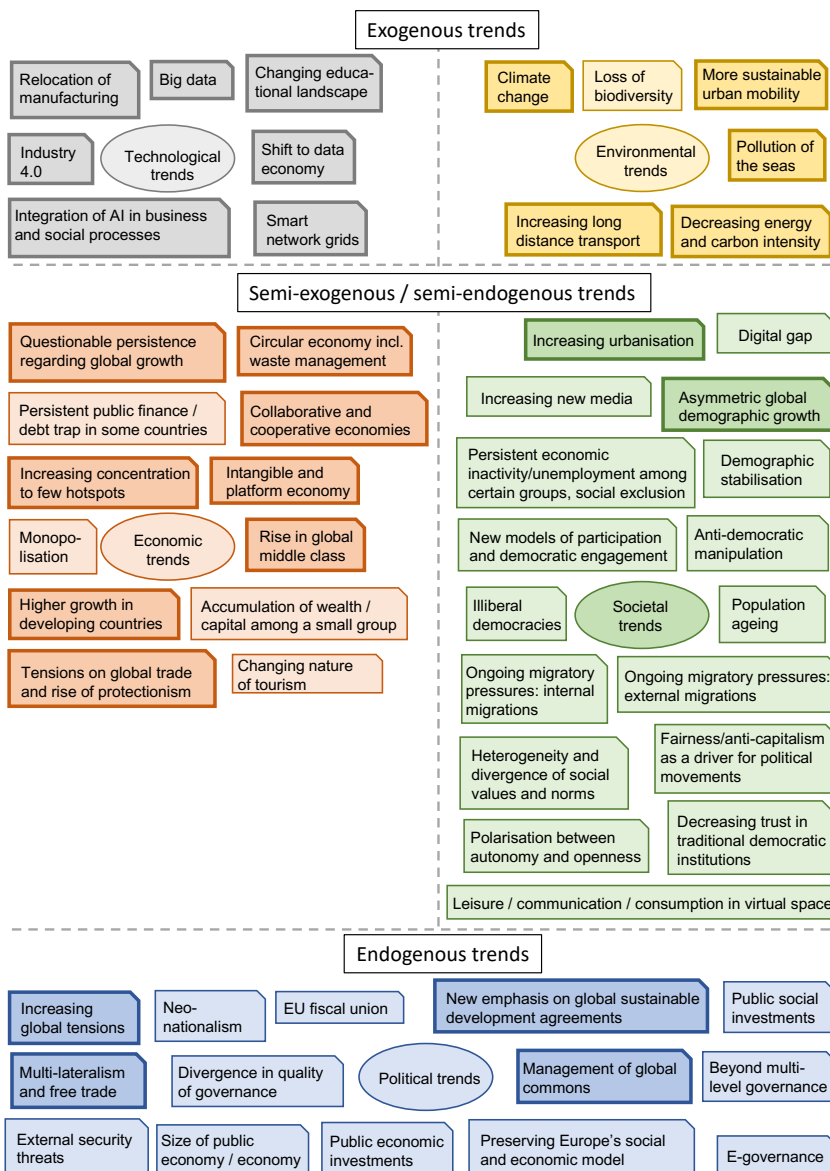 Exogenous trends
Relocation of
manufacturing
Big data
Changing educa-
tional landscape
Industry
4.0
Technological
trends
Shift to data
economy
Integration of AI in business
and social processes
Smart
network grids
Climate
change
Loss of
biodiversity
More sustainable
urban mobility
Environmental
trends
Pollution of
the seas
Increasing long
distance transport
Decreasing energy
and carbon intensity
Semi-exogenous / semi-endogenous trends
Questionable persistence
regarding global growth
Circular economy incl.
waste management
Persistent public finance /
debt trap in some countries
Collaborative and
cooperative economies
Increasing concentration
to few hotspots
Intangible and
platform economy
Monopo-
lisation
Economic
trends
Rise in global
middle class
Higher growth in
developing countries
Accumulation of wealth /
capital among a small group
Tensions on global trade
and rise of protectionism
Changing nature
of tourism
Increasing urbanisation
Digital gap
Increasing new media
Asymmetric global
demographic growth
Persistent economic
inactivity/unemployment among
certain groups, social exclusion
Demographic
stabilisation
New models of participation
and democratic engagement
Anti-democratic
manipulation
Illiberal
democracies
Societal
trends
Population
ageing
Ongoing migratory
pressures: internal
migrations
Ongoing migratory pressures:
external migrations
Heterogeneity and
divergence of social
values and norms
Fairness/anti-capitalism
as a driver for political
movements
Polarisation between
autonomy and openness
Decreasing trust in
traditional democratic
institutions
Leisure / communication / consumption in virtual space
Endogenous trends
Increasing
global tensions
Neo-
nationalism
EU fiscal union
New emphasis on global sustainable
development agreements
Public social
investments
Multi-lateralism
and free trade
Divergence in quality
of governance
Political trends
Management of global
commons
Beyond multi-
level governance
External security
threats
Size of public
economy / economy
Public economic
investments
Preserving Europe's social
and economic model
E-governance